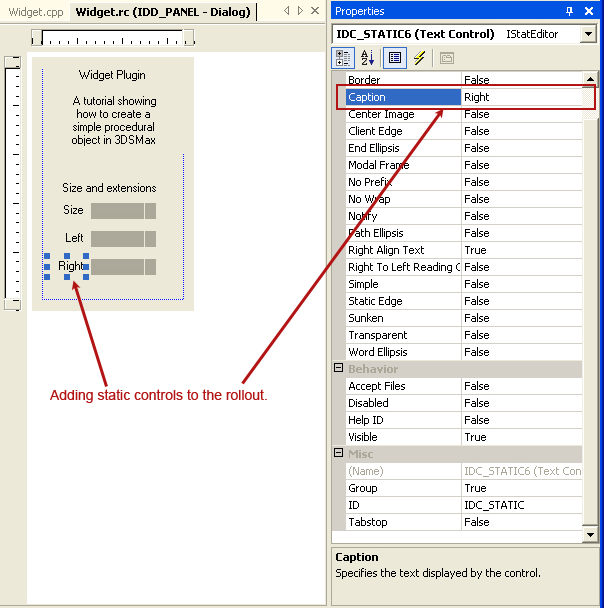 Widget.cpp Widget.rc (IDD_PANEL - Dialog)
Widget Plugin
A tutorial showing
how to create a
simple procedural
object in 3DSMax
Size and extensions
Size
Left
Right
Adding static controls to the rollout.
Properties
IDC_STATIC6 (Text Control) IStatEditor
Border False
Caption Right
Center Image False
Client Edge False
End Ellipsis False
Modal Frame False
No Prefix False
No Wrap False
Notify False
Path Ellipsis False
Right Align Text True
Right To Left Reading False
Simple False
Static Edge False
Sunken False
Transparent False
Word Ellipsis False
Behavior
Accept Files False
Disabled False
Help ID False
Visible True
Misc
(Name) IDC_STATIC6 (Text Con
Group True
ID IDC_STATIC
Tabstop False
Caption
Specifies the text displayed by the control.